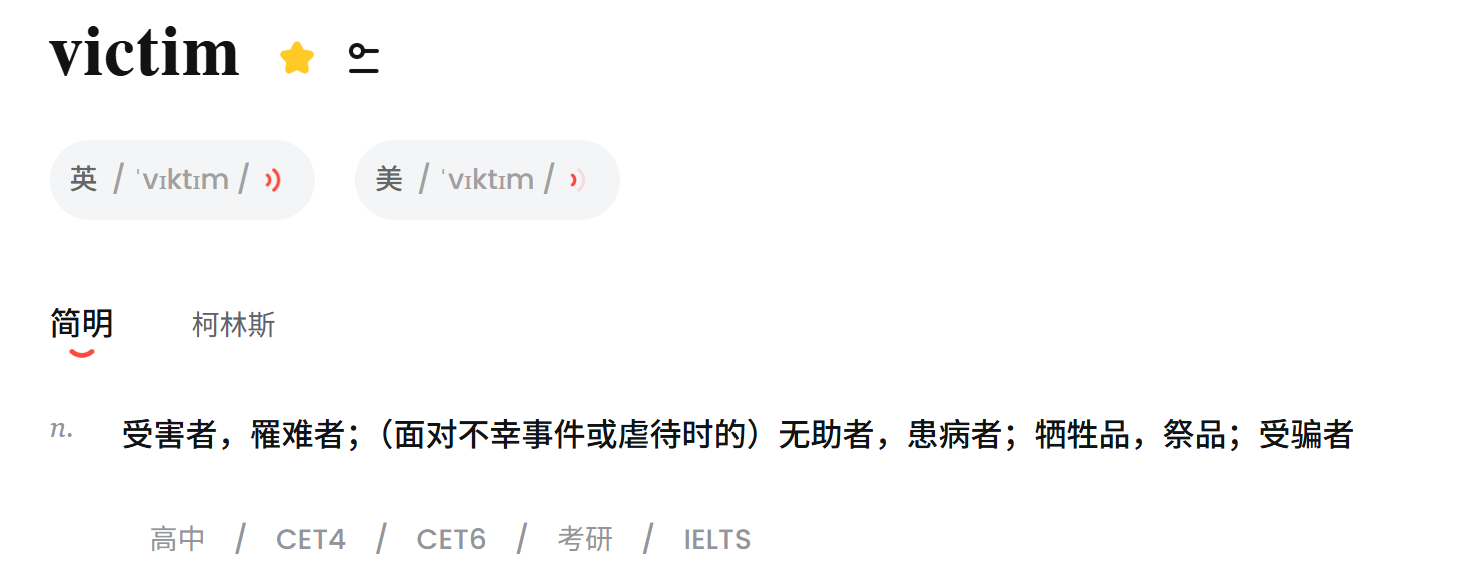 victim
英 / ˈvɪktɪm / 美 / ˈvɪktɪm /
简明 柯林斯
n. 受害者，罹难者；（面对不幸事件或虐待时的）无助者，患病者；牺牲品，祭品；受骗者
高中 / CET4 / CET6 / 考研 / IELTS